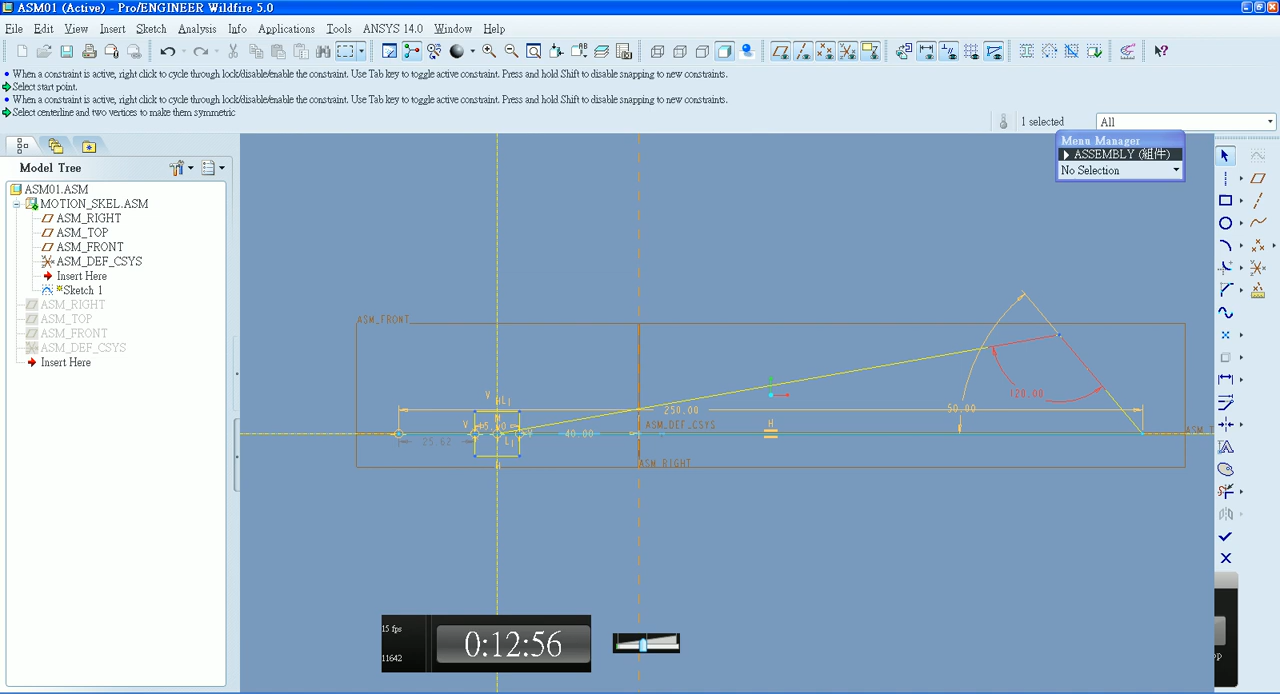 ASM01 (Active) - Pro/ENGINEER Wildfire 5.0
File Edit View Insert Sketch Analysis Info Applications Tools ANSYS 14.0 Window Help
When a constraint is active, right click to cycle through lock/disable/enable the constraint. Use Tab key to toggle active constraint. Press and hold Shift to disable snapping to new constraints.
Select start point.
When a constraint is active, right click to cycle through lock/disable/enable the constraint. Use Tab key to toggle active constraint. Press and hold Shift to disable snapping to new constraints.
Select centerline and two vertices to make them symmetric
1 selected All
Menu Manager
ASSEMBLY (組件)
No Selection
Model Tree
ASM01.ASM
MOTION_SKEL.ASM
ASM_RIGHT
ASM_TOP
ASM_FRONT
ASM_DEF_CSYS
Insert Here
*Sketch 1
ASM_RIGHT
ASM_TOP
ASM_FRONT
ASM_DEF_CSYS
Insert Here
ASM_FRONT
120.00
V
250.00
50.00
V
40.00
ASM_DEF_CSYS
H
25.62
ASM_T
ASM_RIGHT
H
15 fps
0:12:56
11642